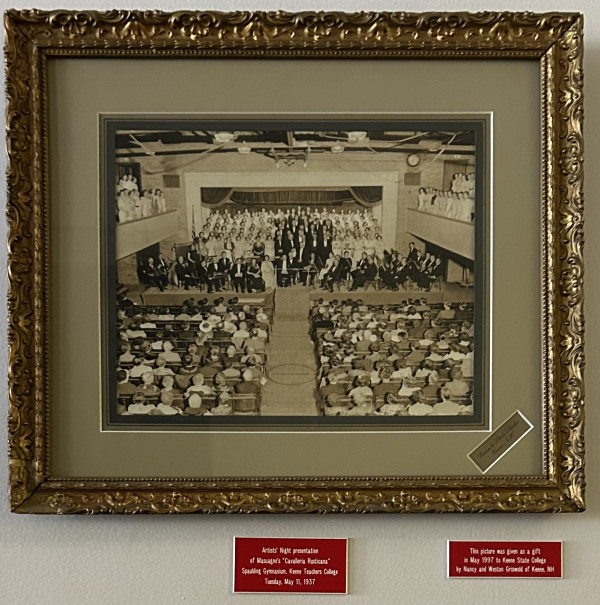 Artists' Night presentation
of Massagno's "Cavalleria Rusticana"
Spaulding Gymnasium, Keene Teachers College
Tuesday, May 11, 1937
This picture was given as a gift
in May 1997 to Keene State College
by Nancy and Weston Griswold of Keene, NH